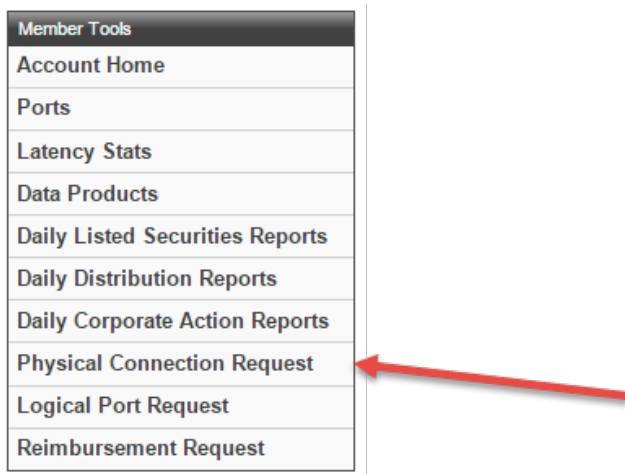 Member Tools
Account Home
Ports
Latency Stats
Data Products
Daily Listed Securities Reports
Daily Distribution Reports
Daily Corporate Action Reports
Physical Connection Request
Logical Port Request
Reimbursement Request